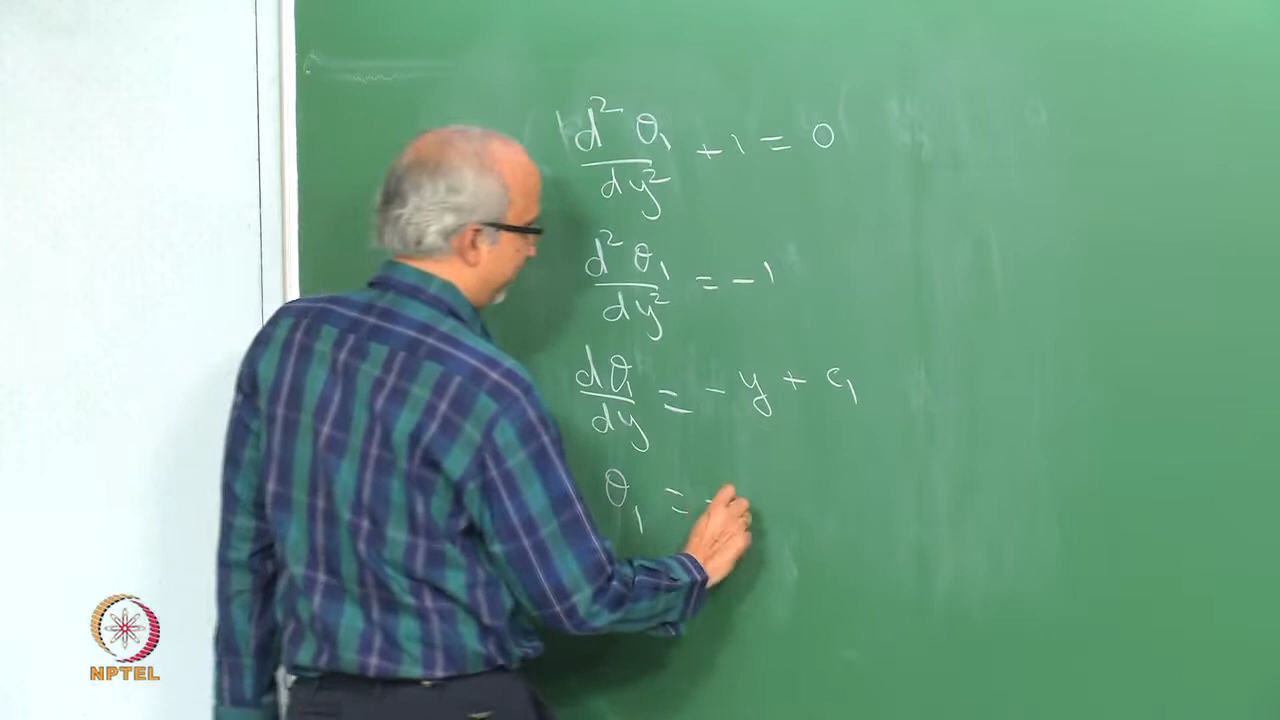 d²θ₁/dy² + 1 = 0
d²θ₁/dy² = -1
dθ₁/dy = -y + c₁
θ₁ = -
NPTEL